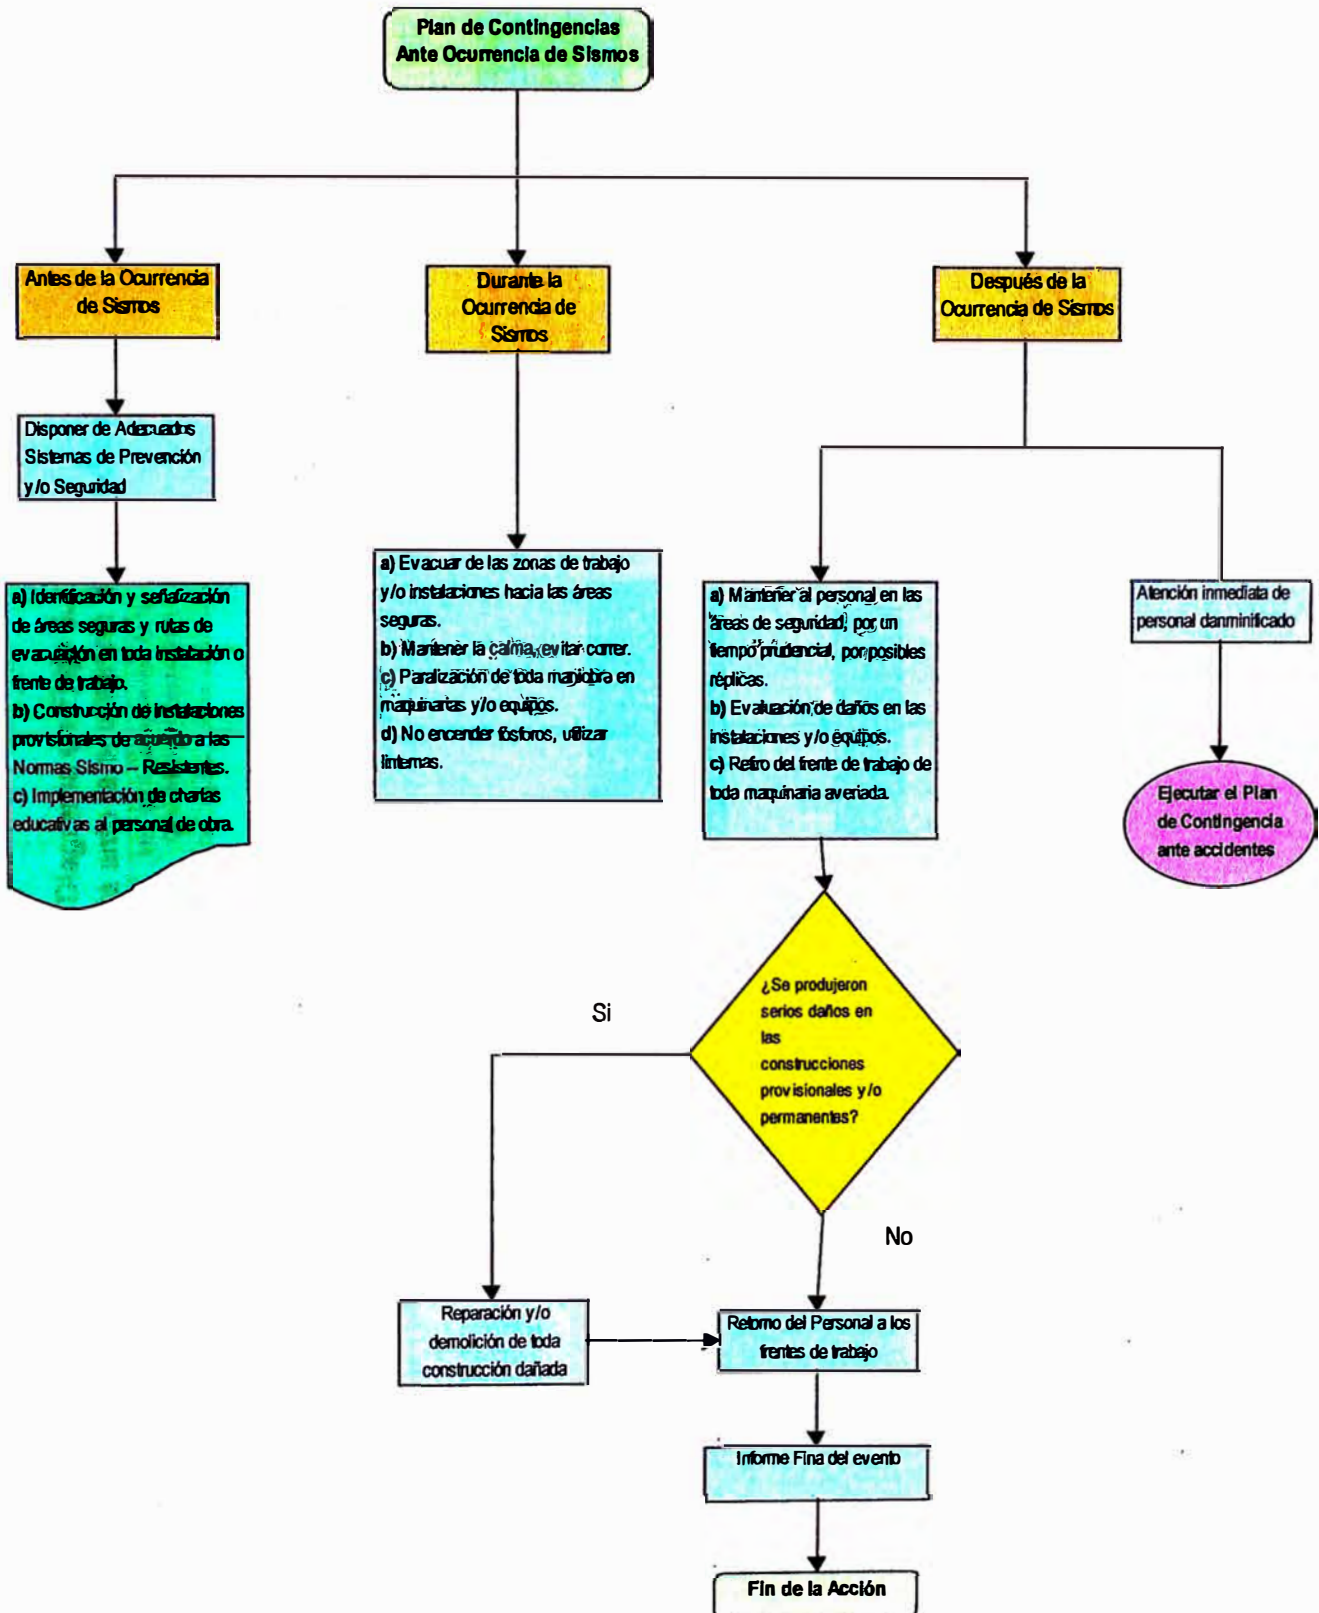 Plan de Contingencias
Ante Ocurrencia de Sismos
Antes de la Ocurrencia
de Sismos
Durante la
Ocurrencia de
Sismos
Después de la
Ocurrencia de Sismos
Disponer de Adecuados
Sistemas de Prevención
y/o Seguridad
a) Identificación y señalización
de áreas seguras y rutas de
evacuación en toda instalación o
frente de trabajo.
b) Construcción de instalaciones
provisionales de acuerdo a las
Normas Sismo – Resistentes.
c) Implementación de charlas
educativas al personal de obra.
a) Evacuar de las zonas de trabajo
y/o instalaciones hacia las áreas
seguras.
b) Mantener la calma, evitar correr.
c) Paralización de toda maniobra en
maquinarias y/o equipos.
d) No encender fósforos, utilizar
linternas.
a) Mantener al personal en las
áreas de seguridad, por un
tiempo prudencial, por posibles
réplicas.
b) Evaluación de daños en las
instalaciones y/o équipos.
c) Retiro del frente de trabajo de
toda maquinaria averiada.
Atención inmediata de
personal danminificado
Ejecutar el Plan
de Contingencia
ante accidentes
¿Se produjeron
serios daños en
las
construcciones
provisionales y/o
permanentes?
Si
No
Reparación y/o
demolición de toda
construcción dañada
Retorno del Personal a los
frentes de trabajo
Informe Fina del evento
Fin de la Acción